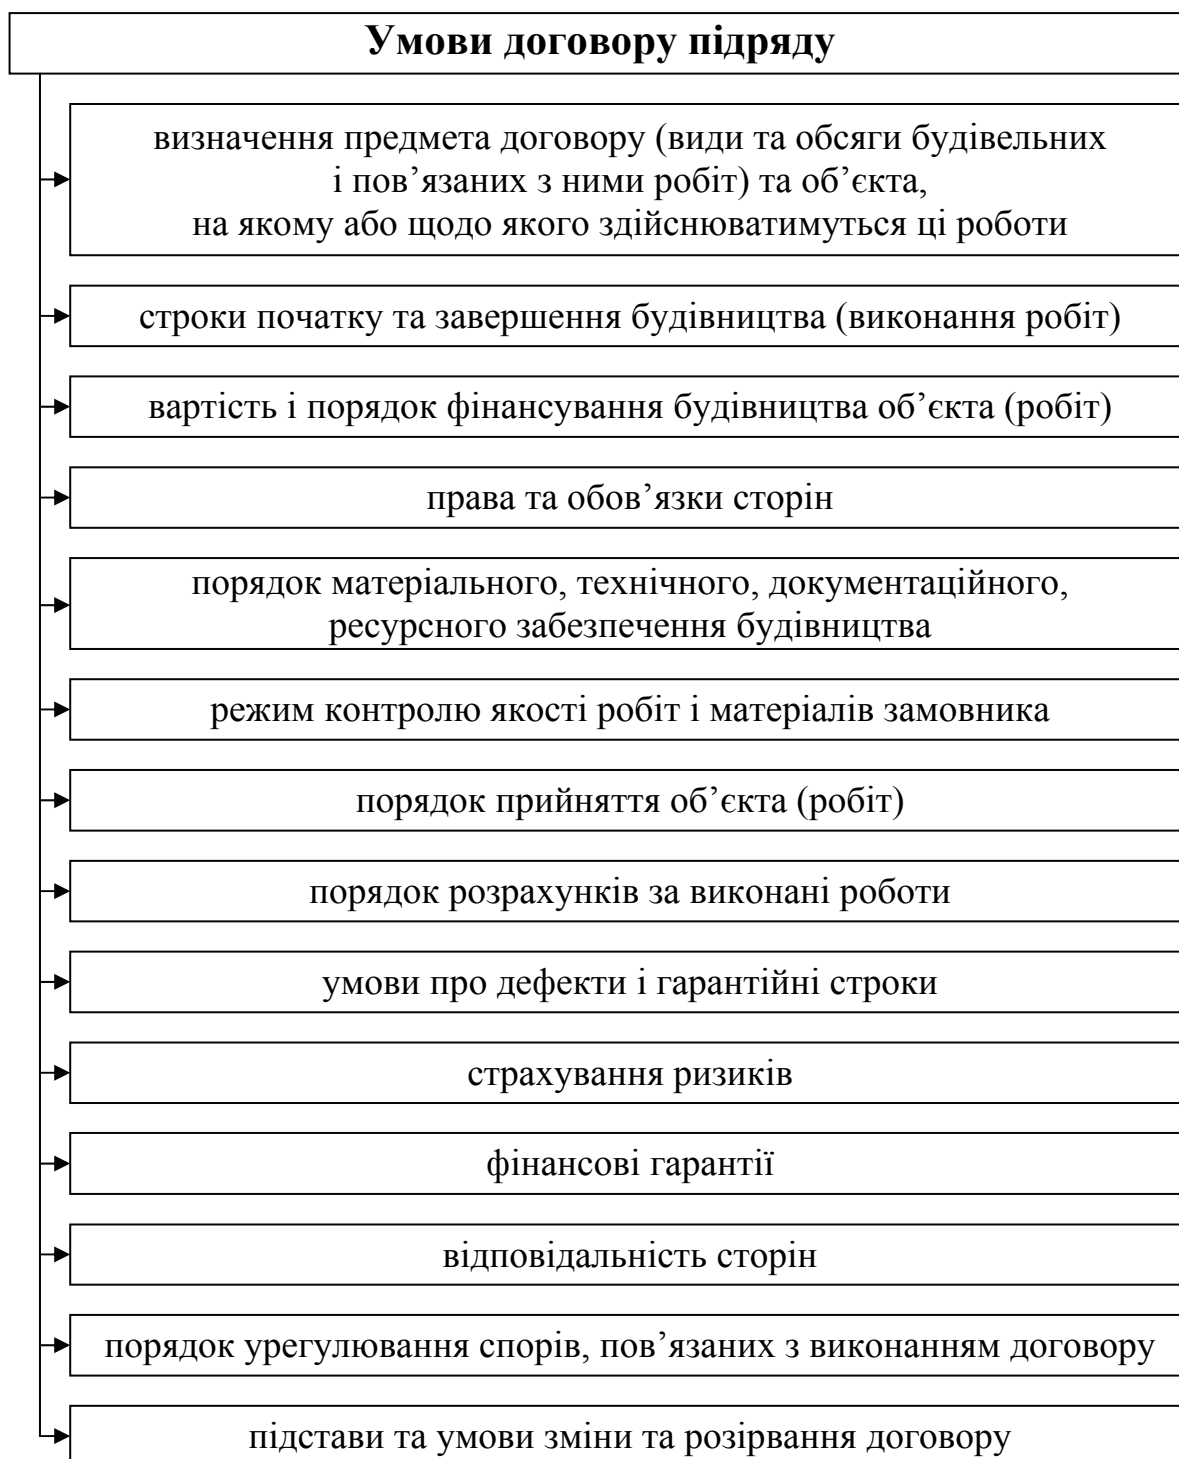 Умови договору підряду
визначення предмета договору (види та обсяги будівельних
і пов’язаних з ними робіт) та об’єкта,
на якому або щодо якого здійснюватимуться ці роботи
строки початку та завершення будівництва (виконання робіт)
вартість і порядок фінансування будівництва об’єкта (робіт)
права та обов’язки сторін
порядок матеріального, технічного, документаційного,
ресурсного забезпечення будівництва
режим контролю якості робіт і матеріалів замовника
порядок прийняття об’єкта (робіт)
порядок розрахунків за виконані роботи
умови про дефекти і гарантійні строки
страхування ризиків
фінансові гарантії
відповідальність сторін
порядок урегулювання спорів, пов’язаних з виконанням договору
підстави та умови зміни та розірвання договору